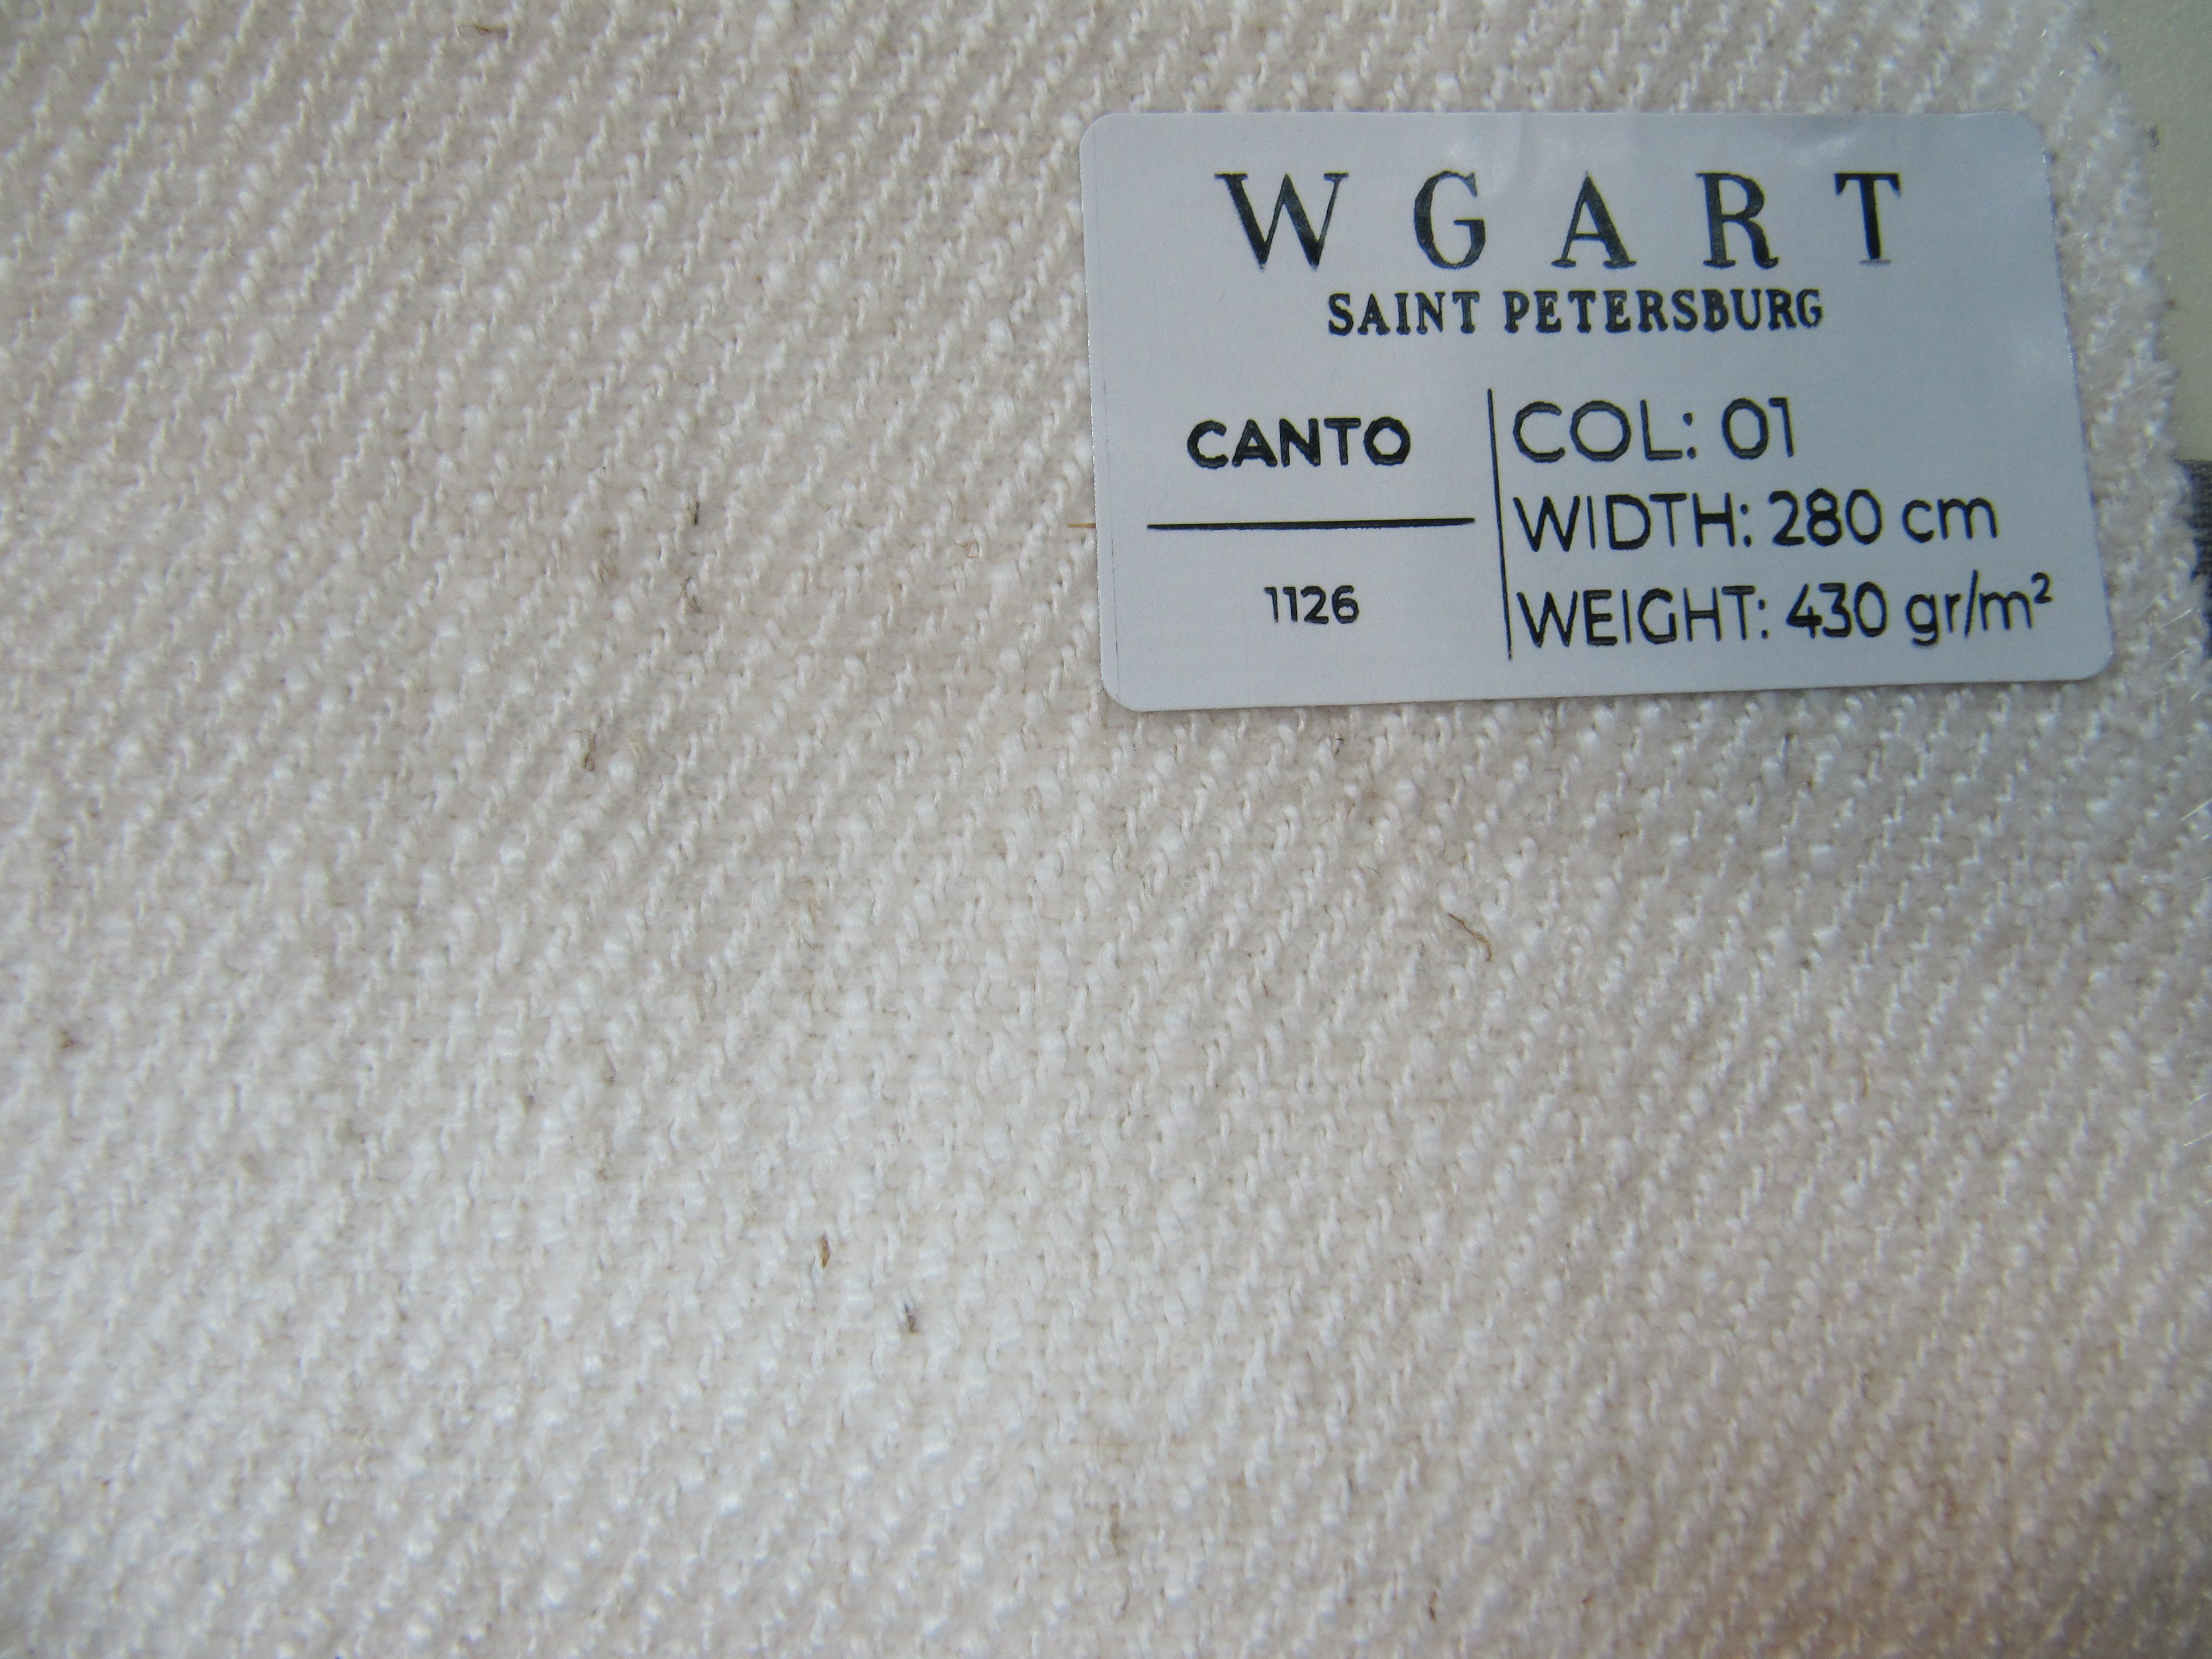 W G A R T
SAINT PETERSBURG
CANTO
1126
COL: 01
WIDTH: 280 cm
WEIGHT: 430 gr/m²